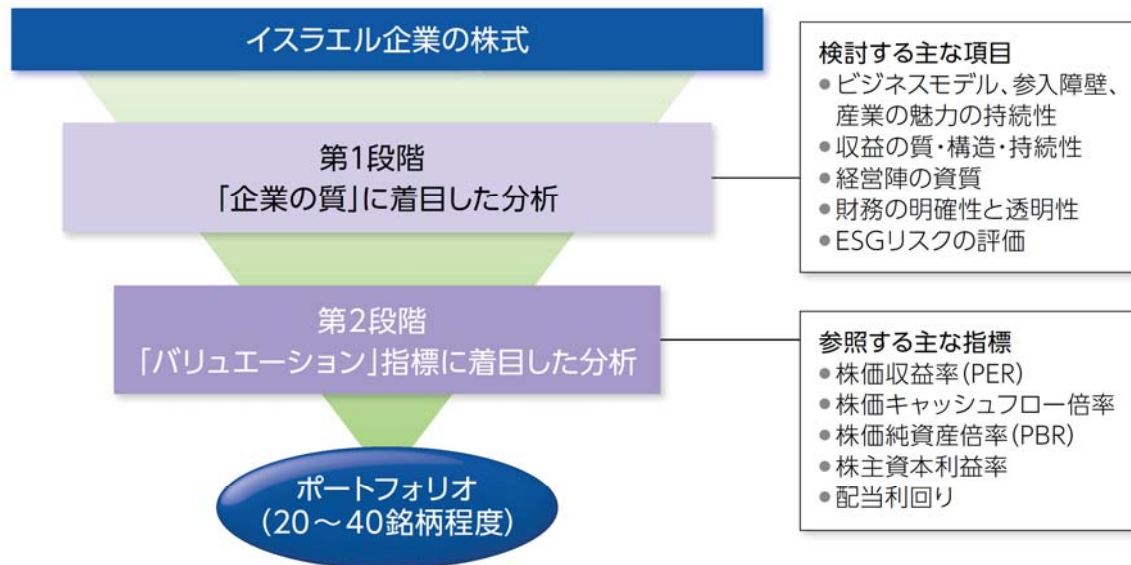 イスラエル企業の株式
第1段階
「企業の質」に着目した分析
検討する主な項目
●ビジネスモデル、参入障壁、
産業の魅力の持続性
●収益の質・構造・持続性
●経営陣の資質
●財務の明確性と透明性
●ESGリスクの評価
第2段階
「バリュエーション」指標に着目した分析
参照する主な指標
●株価収益率(PER)
●株価キャッシュフロー倍率
●株価純資産倍率(PBR)
●株主資本利益率
●配当利回り
ポートフォリオ
(20～40銘柄程度)